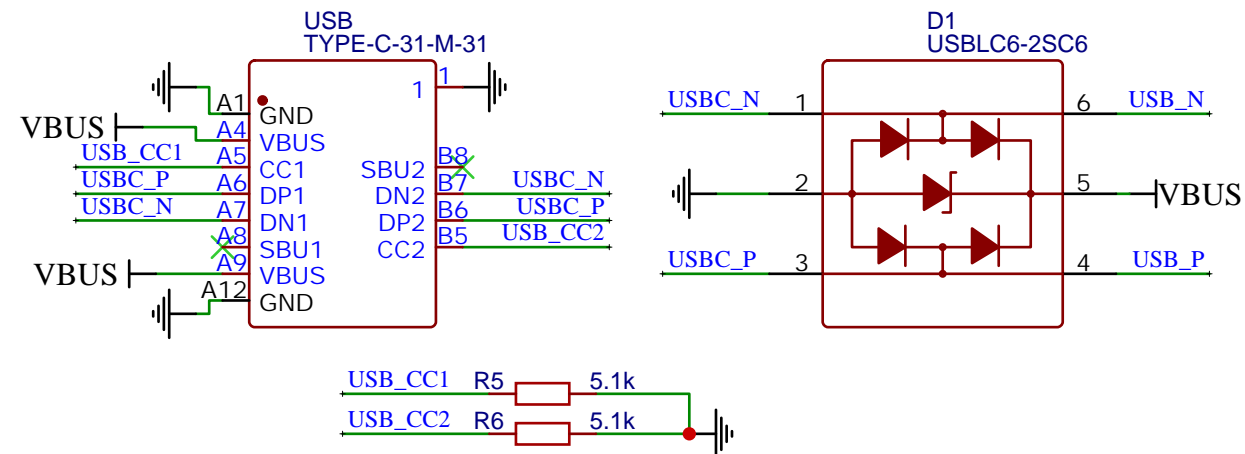 USB
TYPE-C-31-M-31
1 1
A1 GND
VBUS A4 VBUS
USB_CC1 A5 CC1
USBC_P A6 DP1
USBC_N A7 DN1
A8 SBU1
VBUS A9 VBUS
A12 GND
SBU2 B8
DN2 B7 USBC_N
DP2 B6 USBC_P
CC2 B5 USB_CC2
D1
USBLC6-2SC6
USBC_N 1 6 USB_N
2 5 VBUS
USBC_P 3 4 USB_P
USB_CC1 R5 5.1k
USB_CC2 R6 5.1k